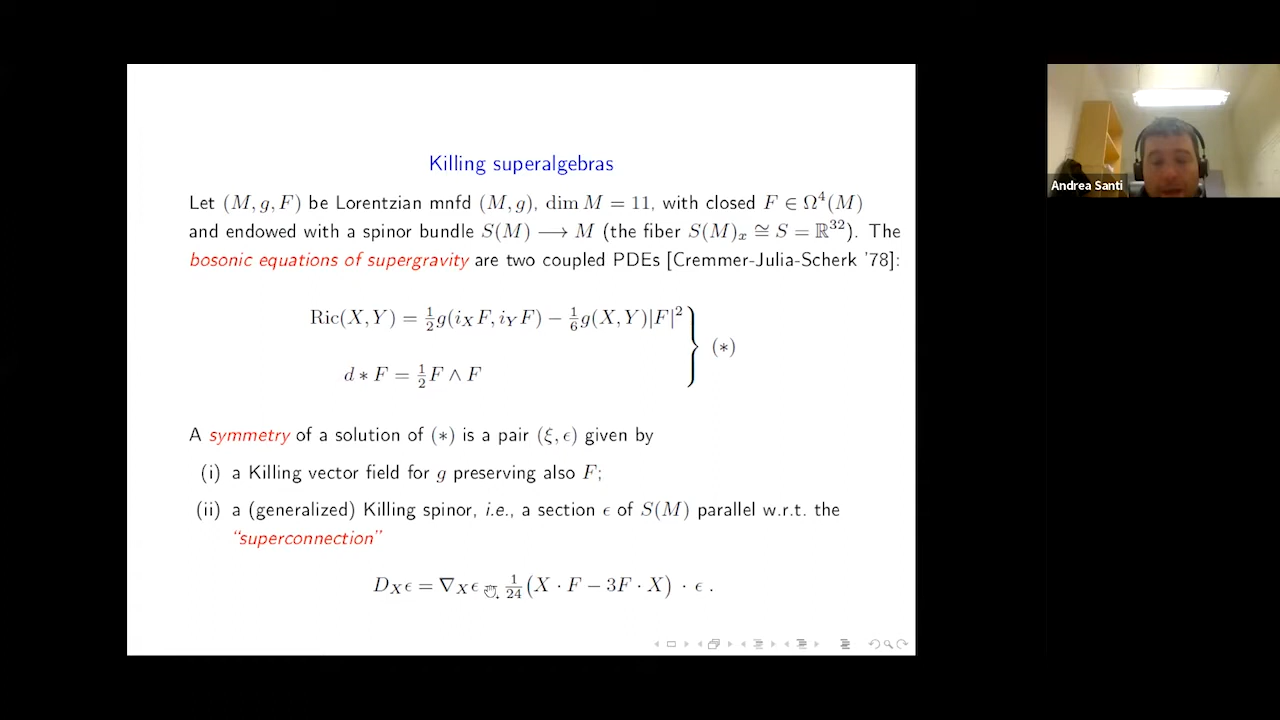 Killing superalgebras
Let (M, g, F) be Lorentzian mnfd (M, g), dim M = 11, with closed F ∈ Ω⁴(M)
and endowed with a spinor bundle S(M) ⟶ M (the fiber S(M)ₓ ≅ S = ℝ³²). The
bosonic equations of supergravity are two coupled PDEs [Cremmer-Julia-Scherk '78]:
Ric(X, Y) = ½g(i_X F, i_Y F) − ⅙g(X, Y)|F|²
(∗)
d ∗ F = ½F ∧ F
A symmetry of a solution of (∗) is a pair (ξ, ϵ) given by
(i) a Killing vector field for g preserving also F;
(ii) a (generalized) Killing spinor, i.e., a section ϵ of S(M) parallel w.r.t. the
"superconnection"
D_X ϵ = ∇_X ϵ 1/24 (X · F − 3F · X) · ϵ .
Andrea Santi